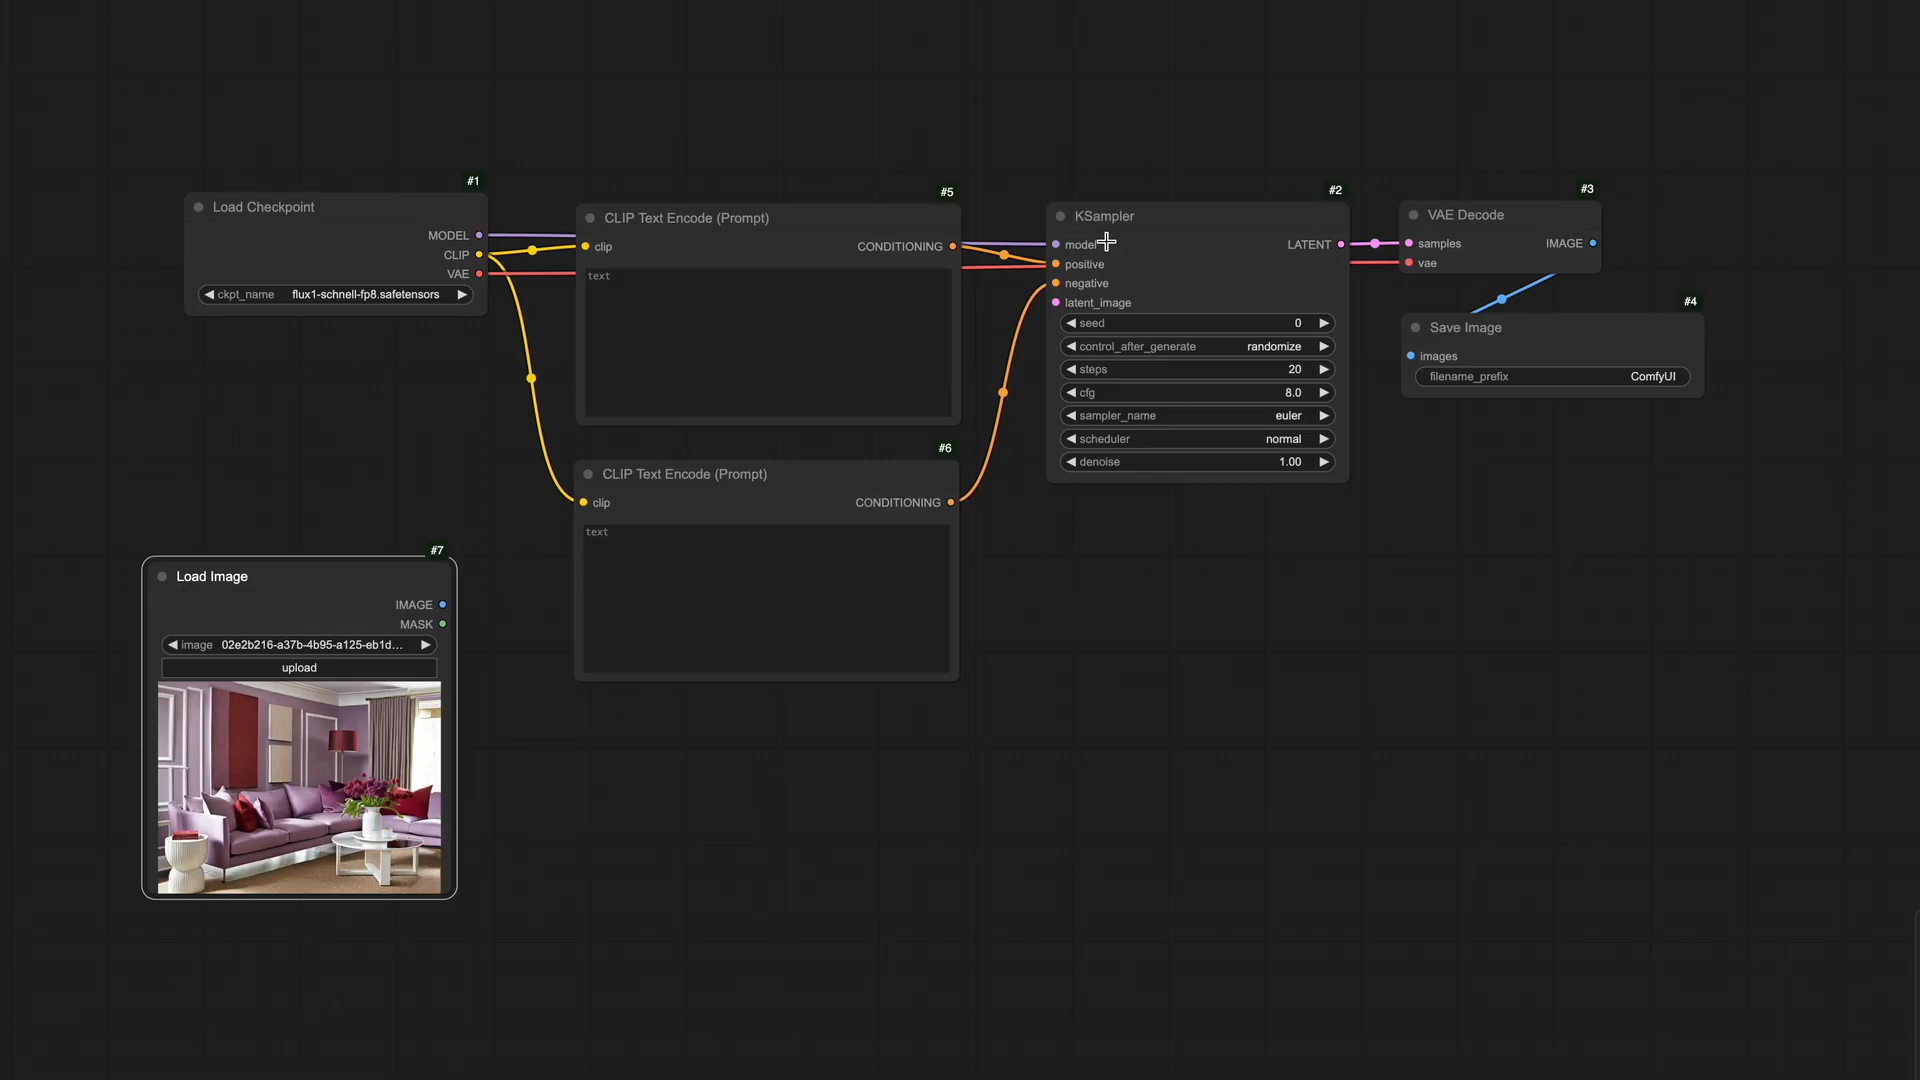 #1
Load Checkpoint
MODEL
CLIP
VAE
ckpt_name flux1-schnell-fp8.safetensors
#5
CLIP Text Encode (Prompt)
clip CONDITIONING
text
#6
CLIP Text Encode (Prompt)
clip CONDITIONING
text
#2
KSampler
model LATENT
positive
negative
latent_image
seed 0
control_after_generate randomize
steps 20
cfg 8.0
sampler_name euler
scheduler normal
denoise 1.00
#3
VAE Decode
samples IMAGE
vae
#4
Save Image
images
filename_prefix ComfyUI
#7
Load Image
IMAGE
MASK
image 02e2b216-a37b-4b95-a125-eb1d...
upload